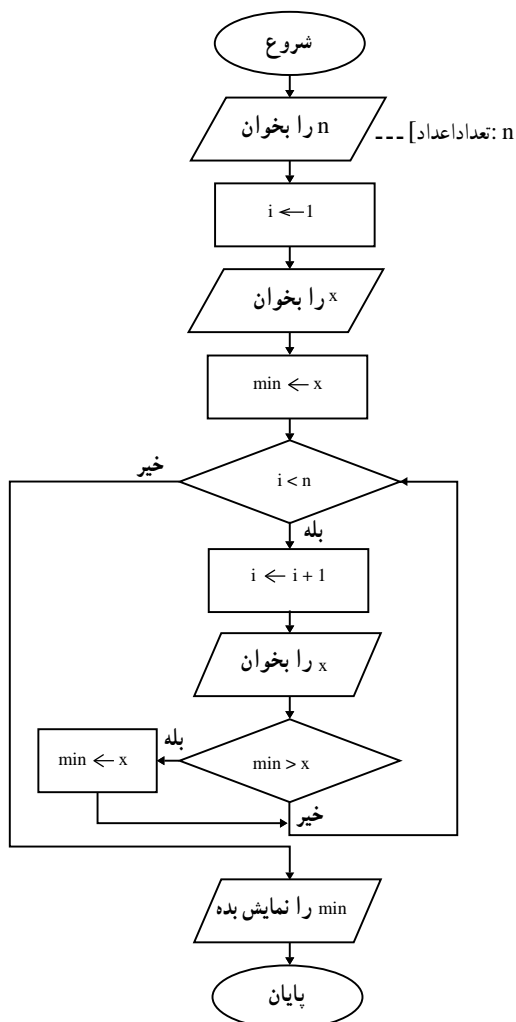 شروع
n را بخوان
n :تعداداعداد]
i ← 1
x را بخوان
min ← x
i < n
خیر
بله
i ← i + 1
x را بخوان
min > x
بله
min ← x
خیر
min را نمایش بده
پایان